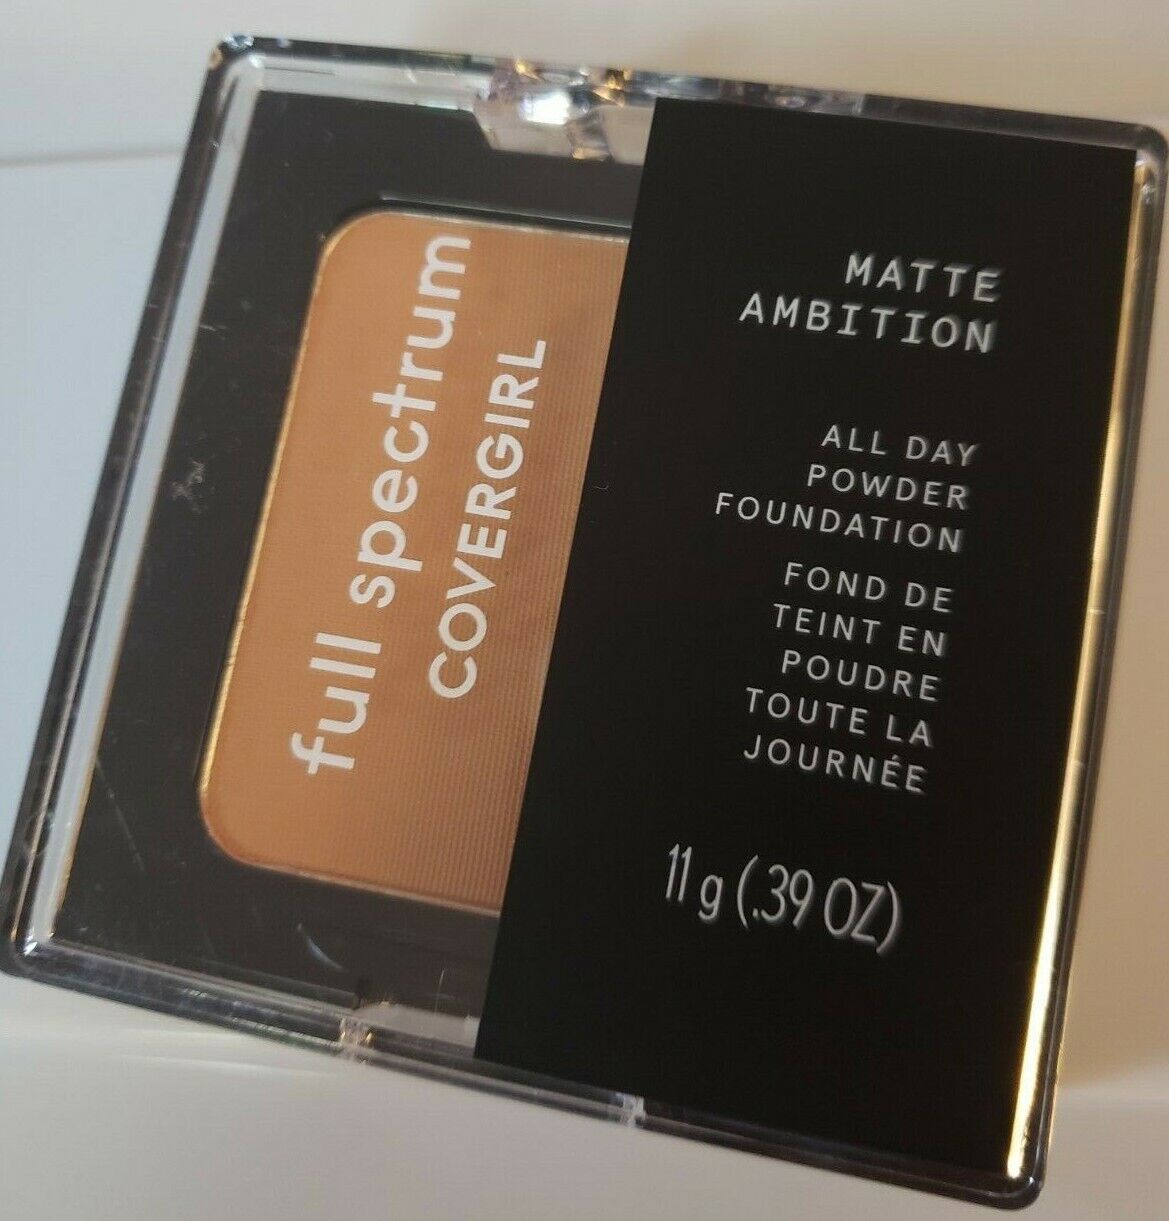 full spectrum
COVERGIRL
MATTE
AMBITION
ALL DAY
POWDER
FOUNDATION
FOND DE
TEINT EN
POUDRE
TOUTE LA
JOURNÉE
11 g (.39 OZ)